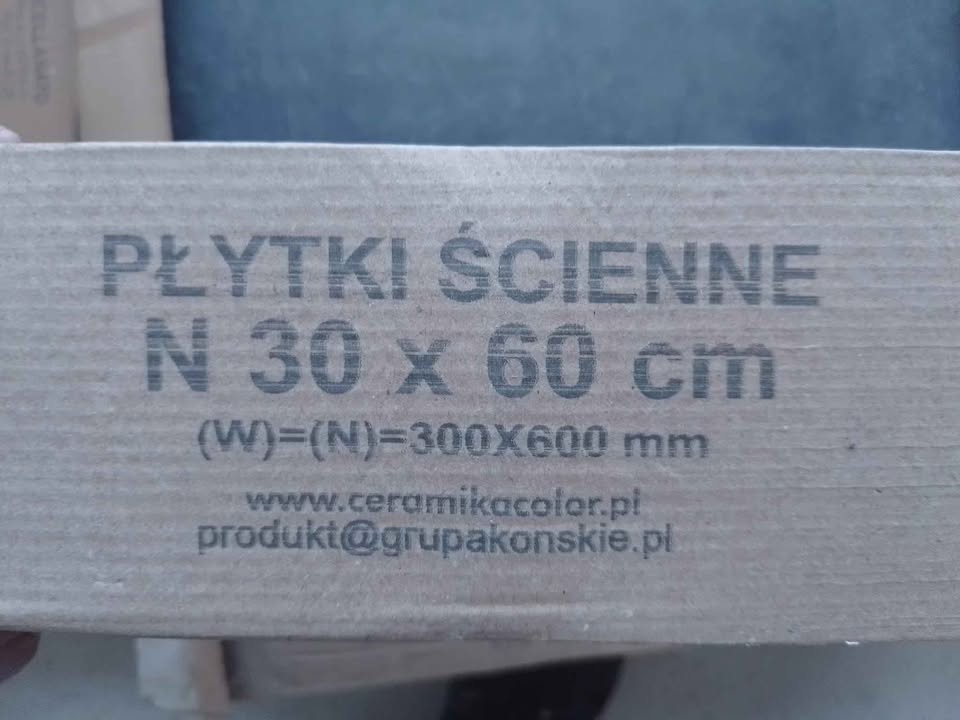 PŁYTKI ŚCIENNE
N 30 x 60 cm
(W)=(N)=300X600 mm
www.ceramikacolor.pl
produkt@grupakonskie.pl